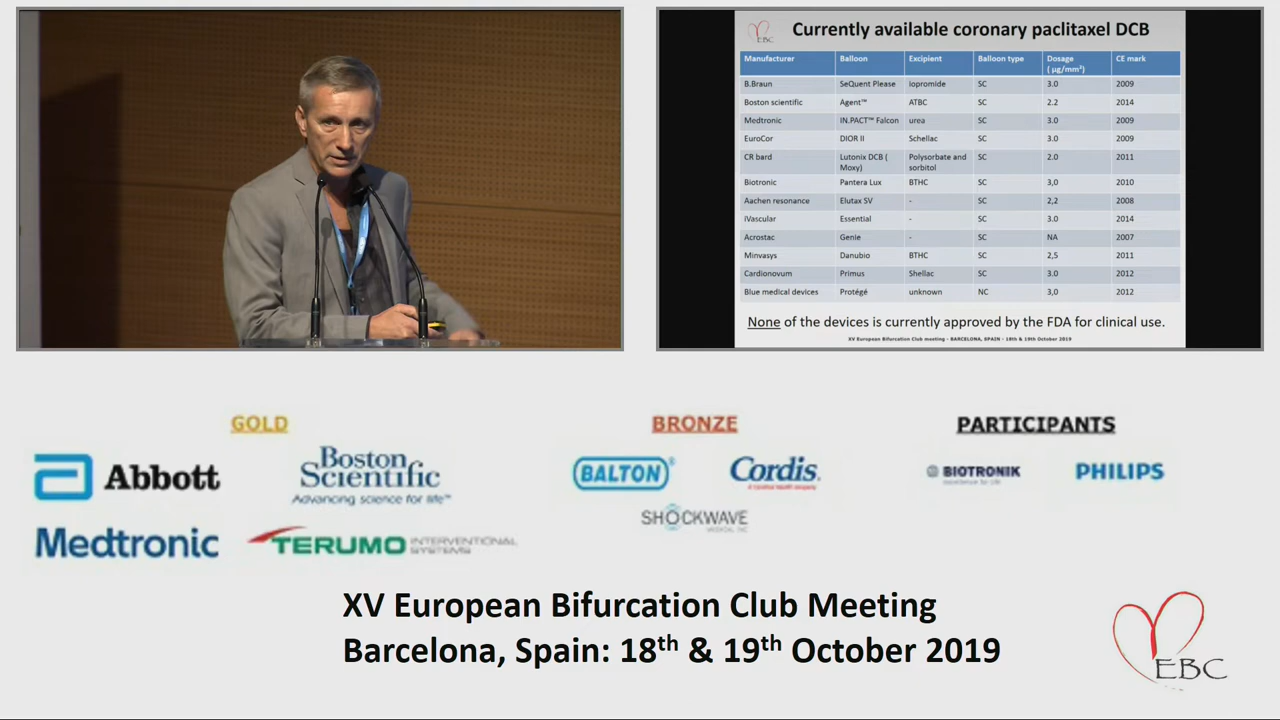 EBC
Currently available coronary paclitaxel DCB
Manufacturer Balloon Excipient Balloon type Dosage ( µg/mm²) CE mark
B.Braun SeQuent Please iopromide SC 3.0 2009
Boston scientific Agent™ ATBC SC 2.2 2014
Medtronic IN.PACT™ Falcon urea SC 3.0 2009
EuroCor DIOR II Schellac SC 3.0 2009
CR bard Lutonix DCB ( Moxy) Polysorbate and sorbitol SC 2.0 2011
Biotronic Pantera Lux BTHC SC 3,0 2010
Aachen resonance Elutax SV - SC 2,2 2008
iVascular Essential - SC 3.0 2014
Acrostac Genie - SC NA 2007
Minvasys Danubio BTHC SC 2,5 2011
Cardionovum Primus Shellac SC 3.0 2012
Blue medical devices Protégé unknown NC 3,0 2012
None of the devices is currently approved by the FDA for clinical use.
XV European Bifurcation Club meeting - BARCELONA, SPAIN - 18th & 19th October 2019
GOLD
BRONZE
PARTICIPANTS
Abbott
Boston Scientific
Advancing science for life™
BALTON®
Cordis.
BIOTRONIK
excellence for life
PHILIPS
SHOCKWAVE
MEDICAL, INC
Medtronic
TERUMO INTERVENTIONAL SYSTEMS
XV European Bifurcation Club Meeting
Barcelona, Spain: 18th & 19th October 2019
EBC